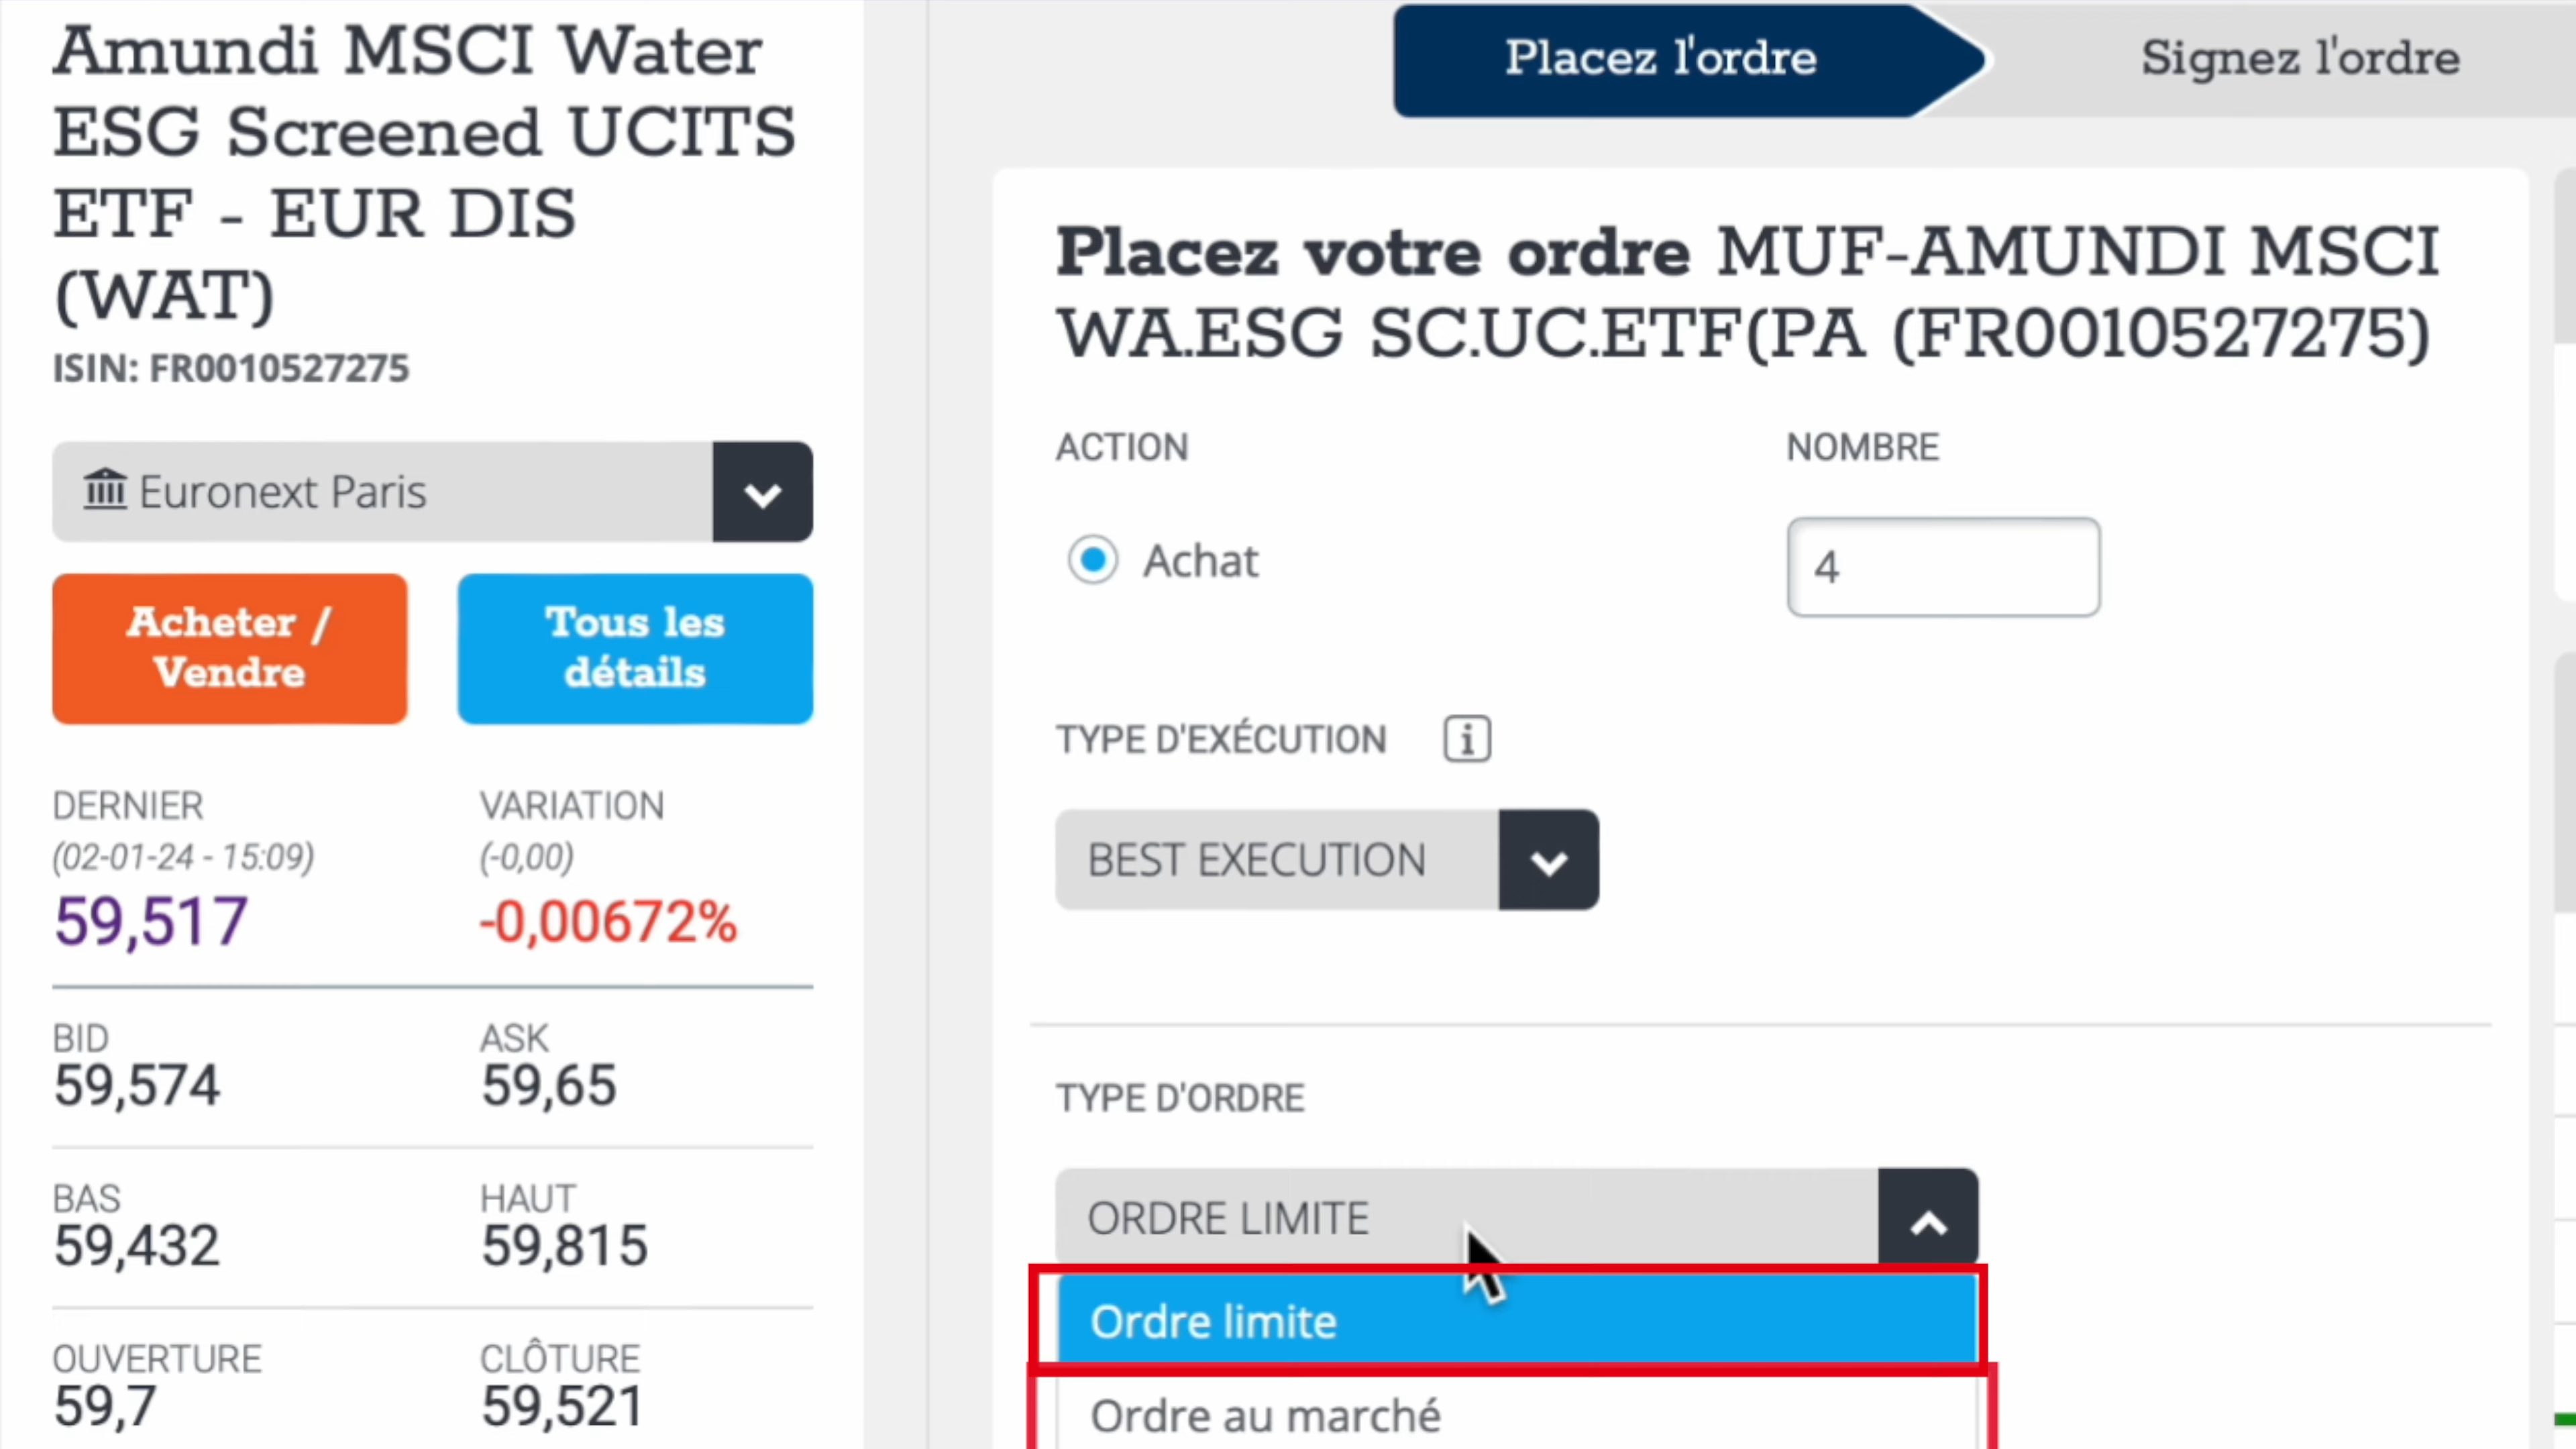 Amundi MSCI Water
ESG Screened UCITS
ETF - EUR DIS
(WAT)
ISIN: FR0010527275
Euronext Paris
Acheter /
Vendre
Tous les
détails
DERNIER
(02-01-24 - 15:09)
59,517
VARIATION
(-0,00)
-0,00672%
BID
59,574
ASK
59,65
BAS
59,432
HAUT
59,815
OUVERTURE
59,7
CLÔTURE
59,521
Placez l'ordre
Signez l'ordre
Placez votre ordre MUF-AMUNDI MSCI
WA.ESG SC.UC.ETF(PA (FR0010527275)
ACTION
Achat
NOMBRE
4
TYPE D'EXÉCUTION
BEST EXECUTION
TYPE D'ORDRE
ORDRE LIMITE
Ordre limite
Ordre au marché